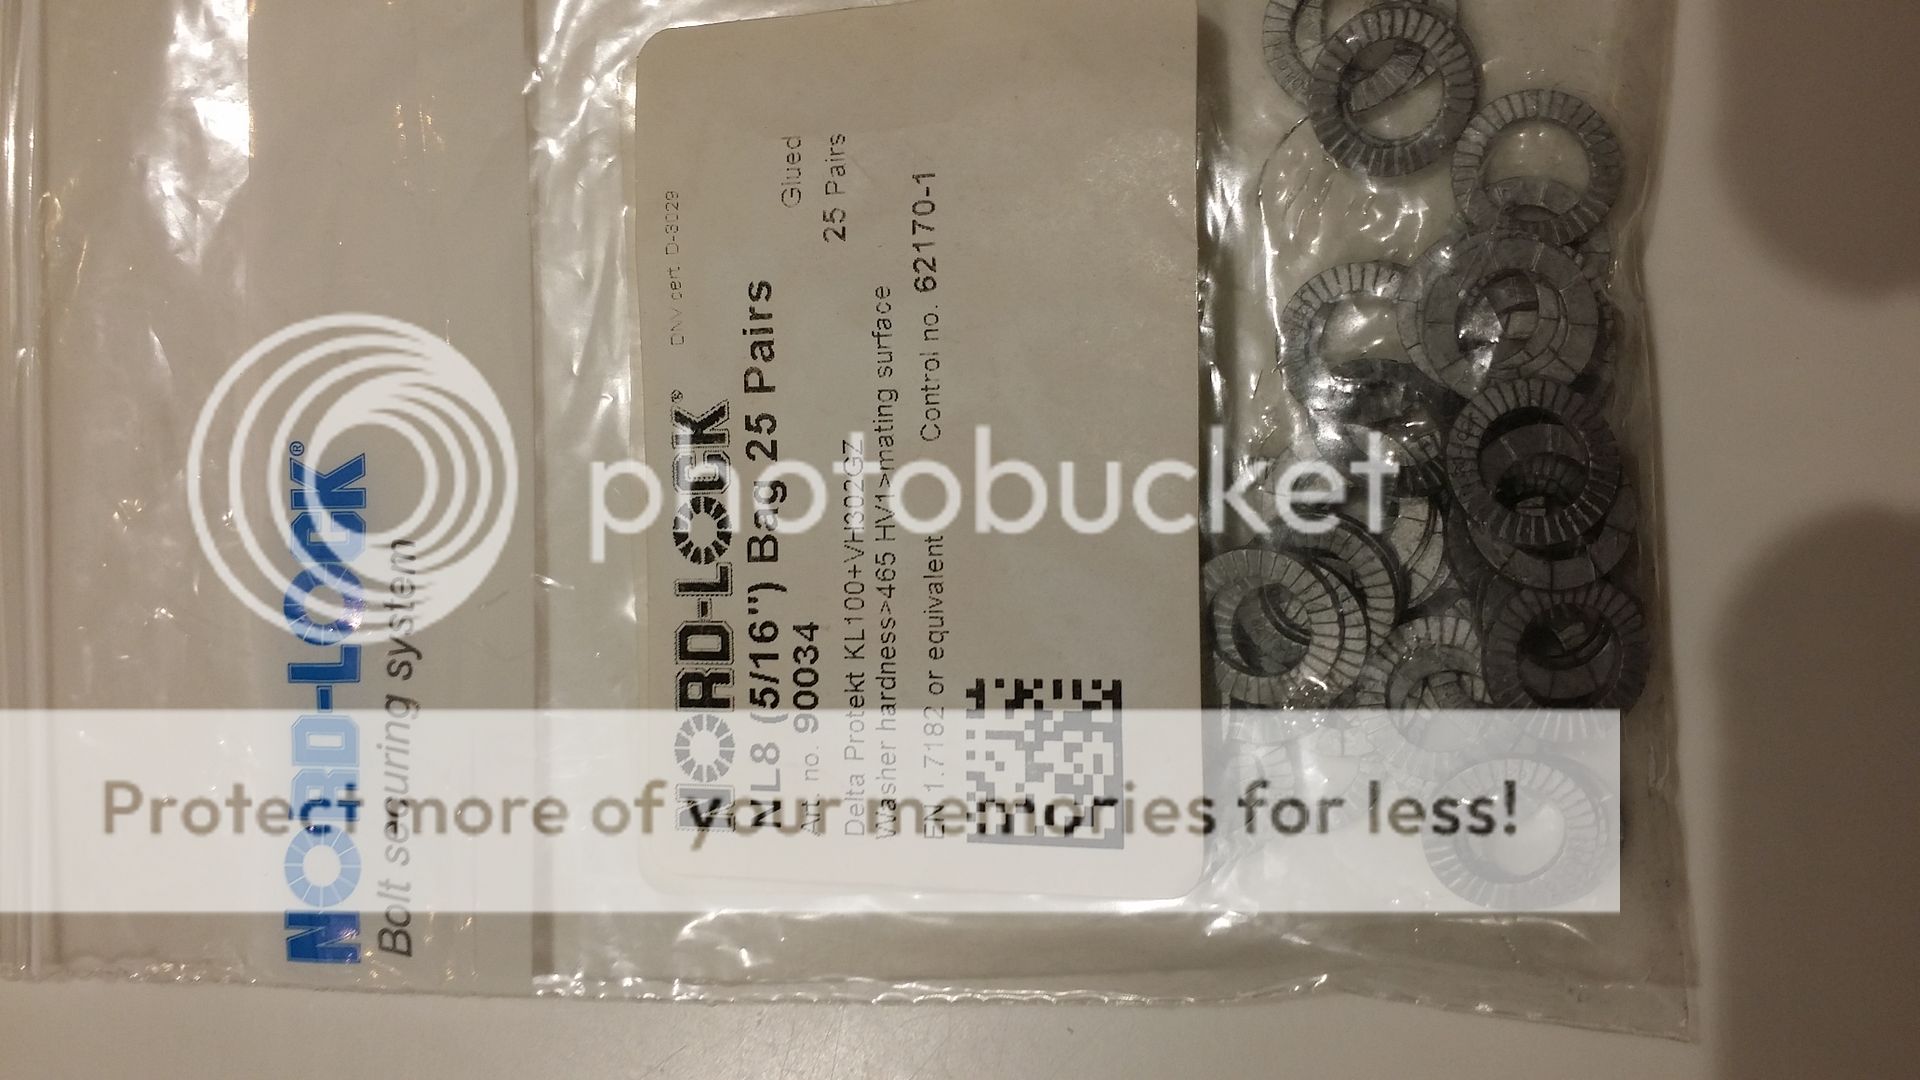 NORD-LOCK®
Bolt securing system
NORD-LOCK®
DNV cert. D-3029
NL8 (5/16") Bag 25 Pairs
Art. no. 90034
Glued
Delta Protekt KL100+VH302GZ
25 Pairs
Washer hardness>465 HV1>mating surface
EN 1.7182 or equivalent
Control no. 62170-1
photobucket
Protect more of your memories for less!